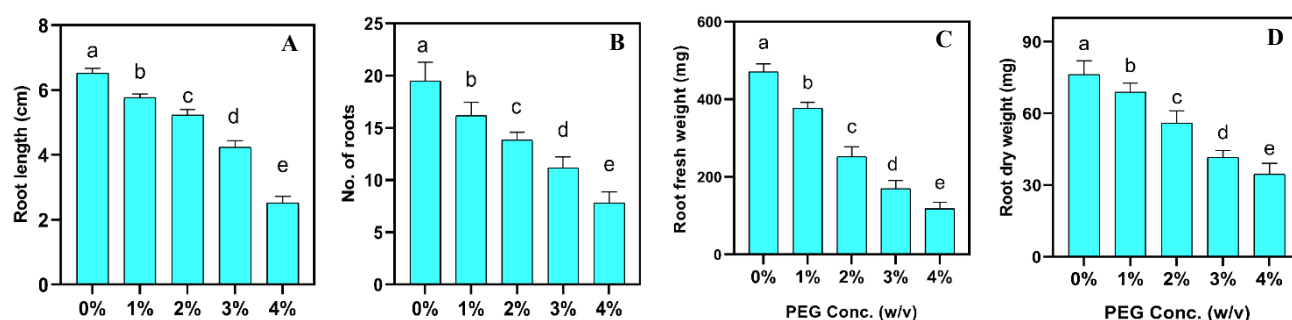 A
Root length (cm)
8
6
4
2
0
a
b
c
d
e
0% 1% 2% 3% 4%
B
No. of roots
25
20
15
10
5
0
a
b
c
d
e
0% 1% 2% 3% 4%
C
Root fresh weight (mg)
600
400
200
0
a
b
c
d
e
0% 1% 2% 3% 4%
PEG Conc. (w/v)
D
Root dry weight (mg)
90
60
30
0
a
b
c
d
e
0% 1% 2% 3% 4%
PEG Conc. (w/v)